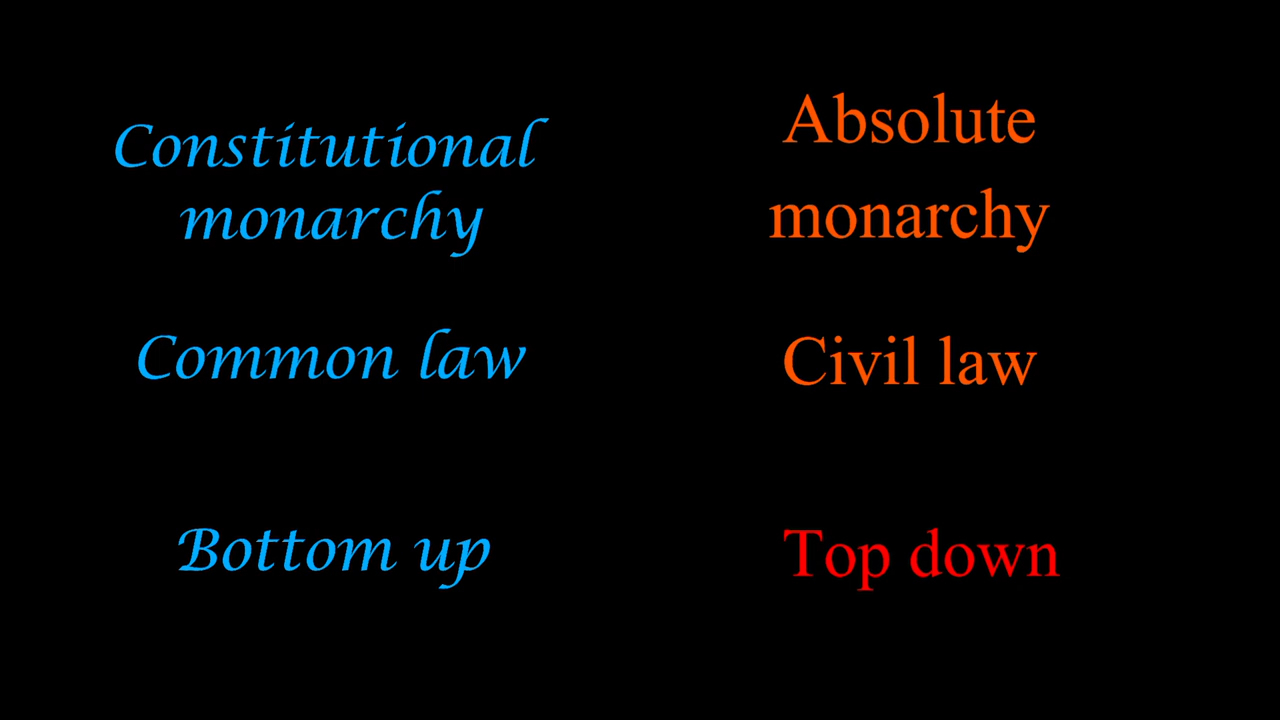 Constitutional
monarchy
Absolute
monarchy
Common law
Civil law
Bottom up
Top down